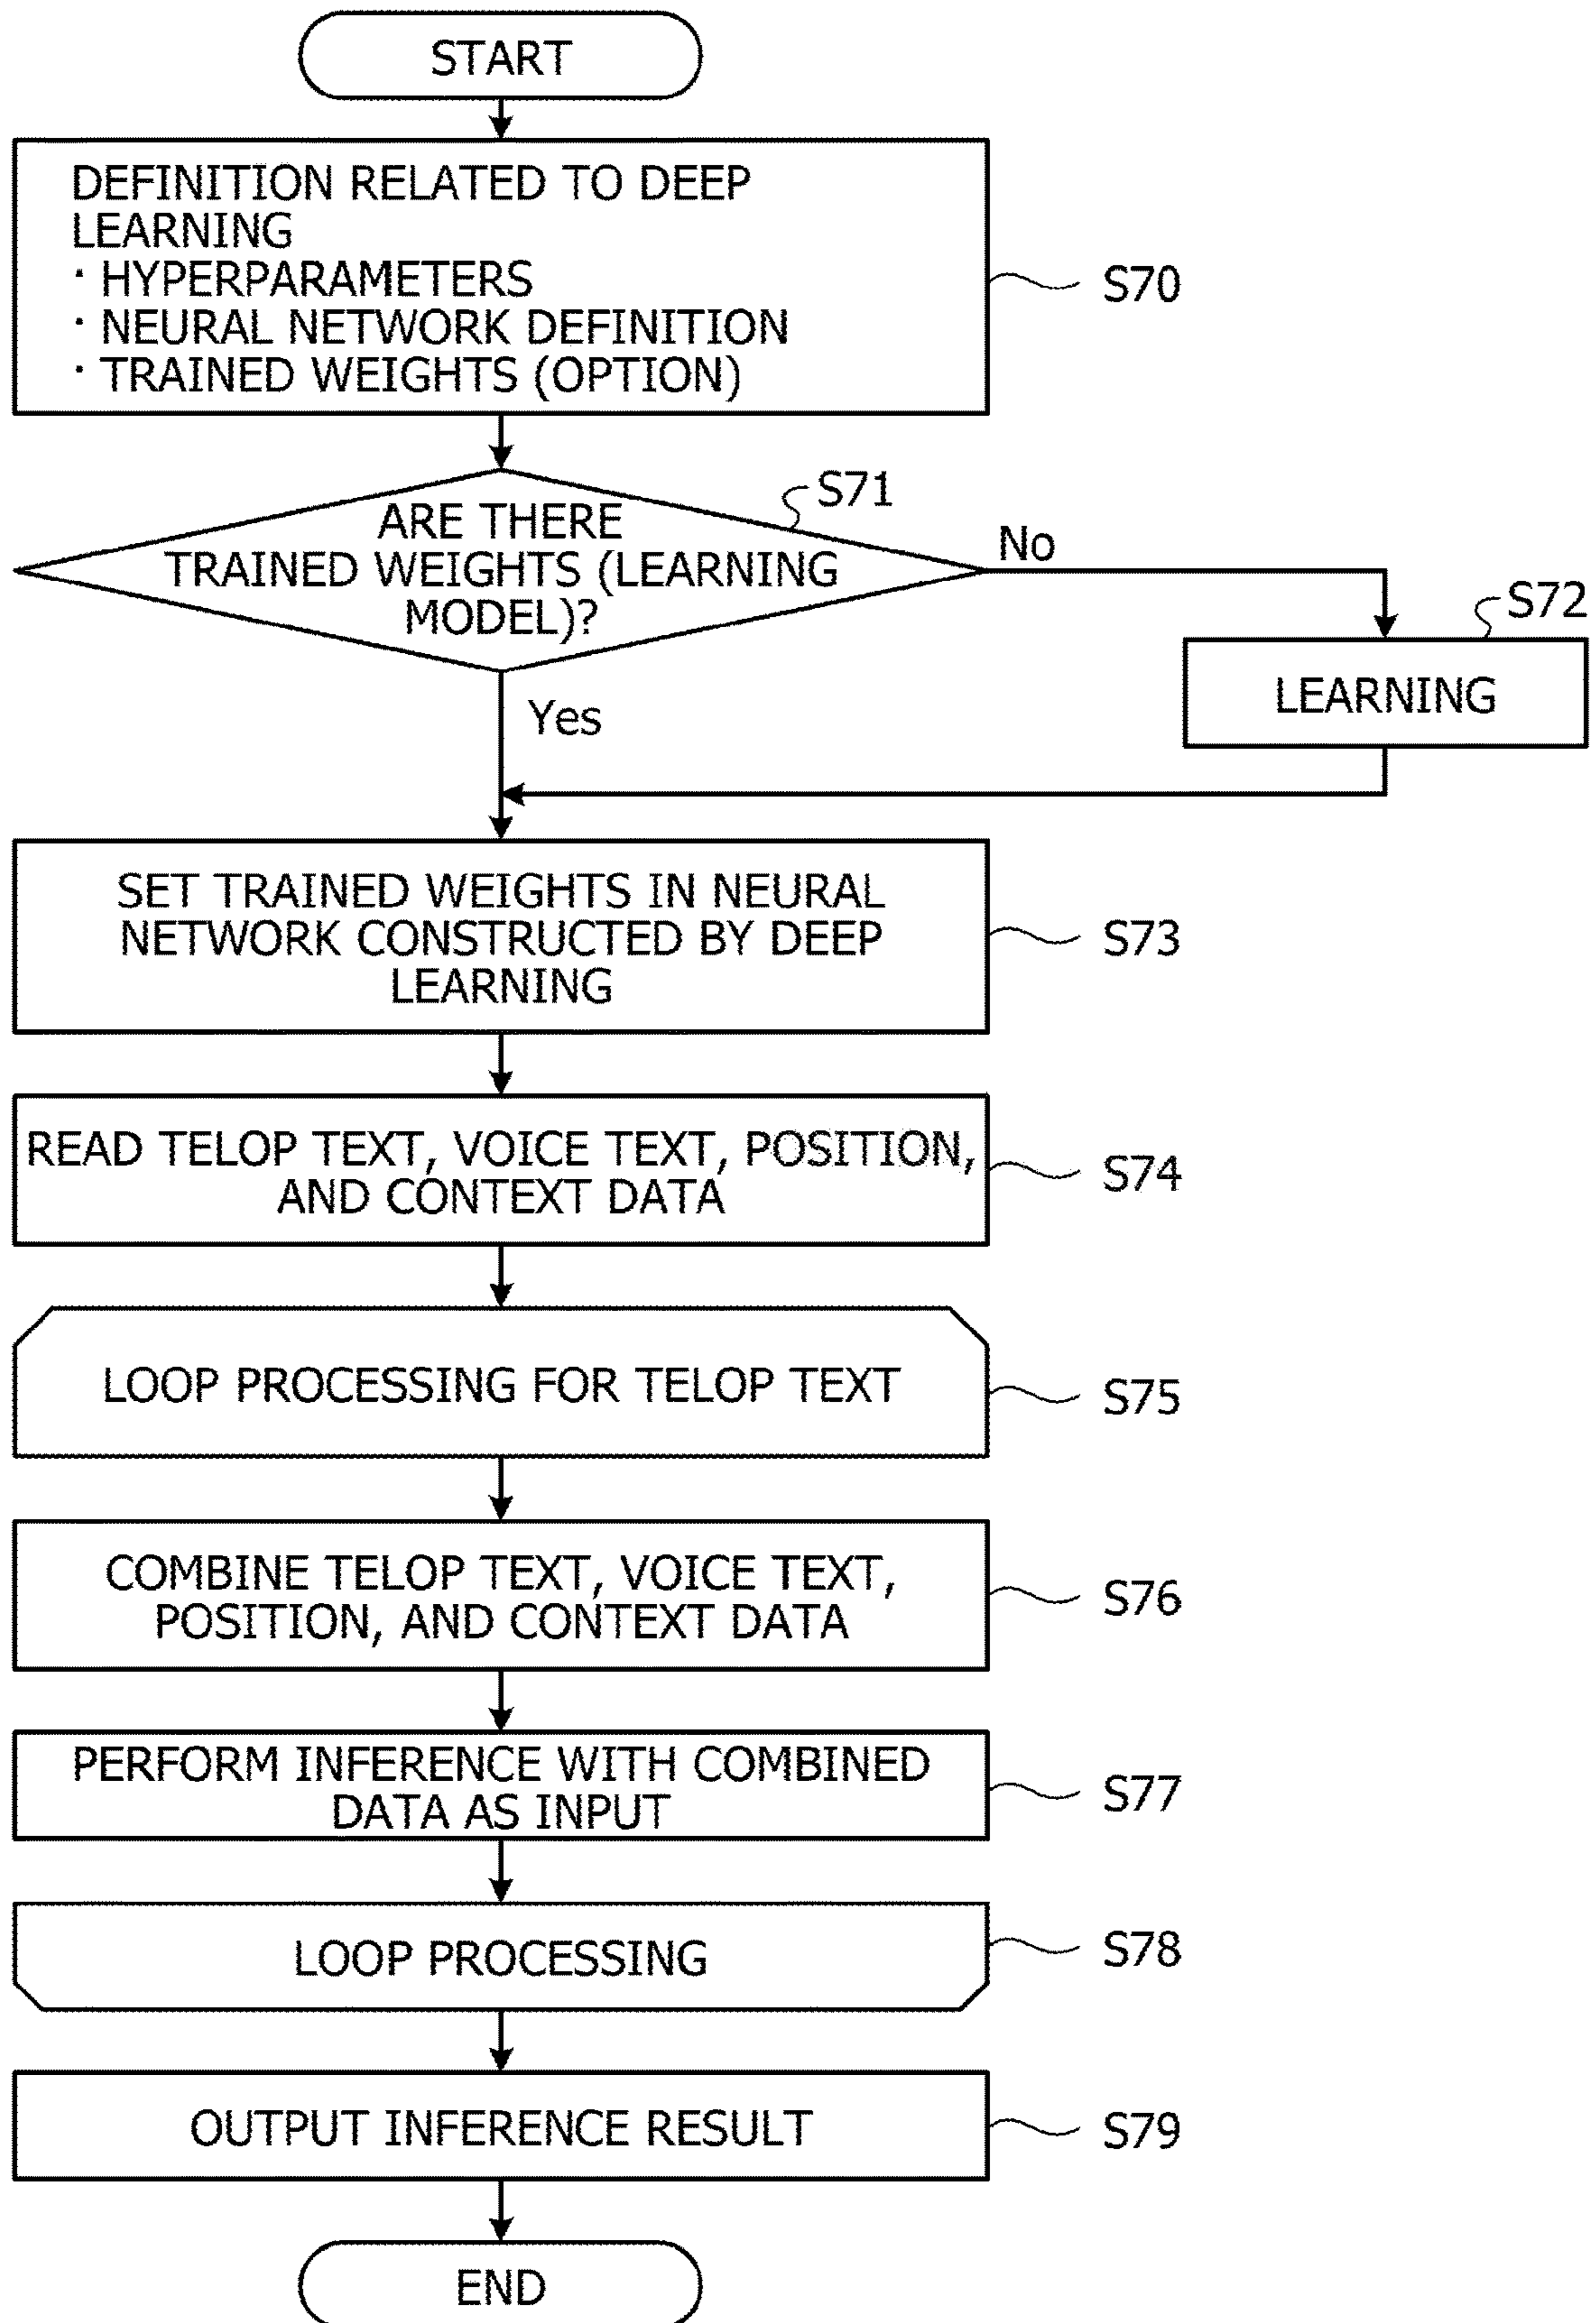 START
DEFINITION RELATED TO DEEP
LEARNING
· HYPERPARAMETERS
· NEURAL NETWORK DEFINITION
· TRAINED WEIGHTS (OPTION)
S70
S71
ARE THERE
TRAINED WEIGHTS (LEARNING
MODEL)?
No
Yes
S72
LEARNING
SET TRAINED WEIGHTS IN NEURAL
NETWORK CONSTRUCTED BY DEEP
LEARNING
S73
READ TELOP TEXT, VOICE TEXT, POSITION,
AND CONTEXT DATA
S74
LOOP PROCESSING FOR TELOP TEXT
S75
COMBINE TELOP TEXT, VOICE TEXT,
POSITION, AND CONTEXT DATA
S76
PERFORM INFERENCE WITH COMBINED
DATA AS INPUT
S77
LOOP PROCESSING
S78
OUTPUT INFERENCE RESULT
S79
END